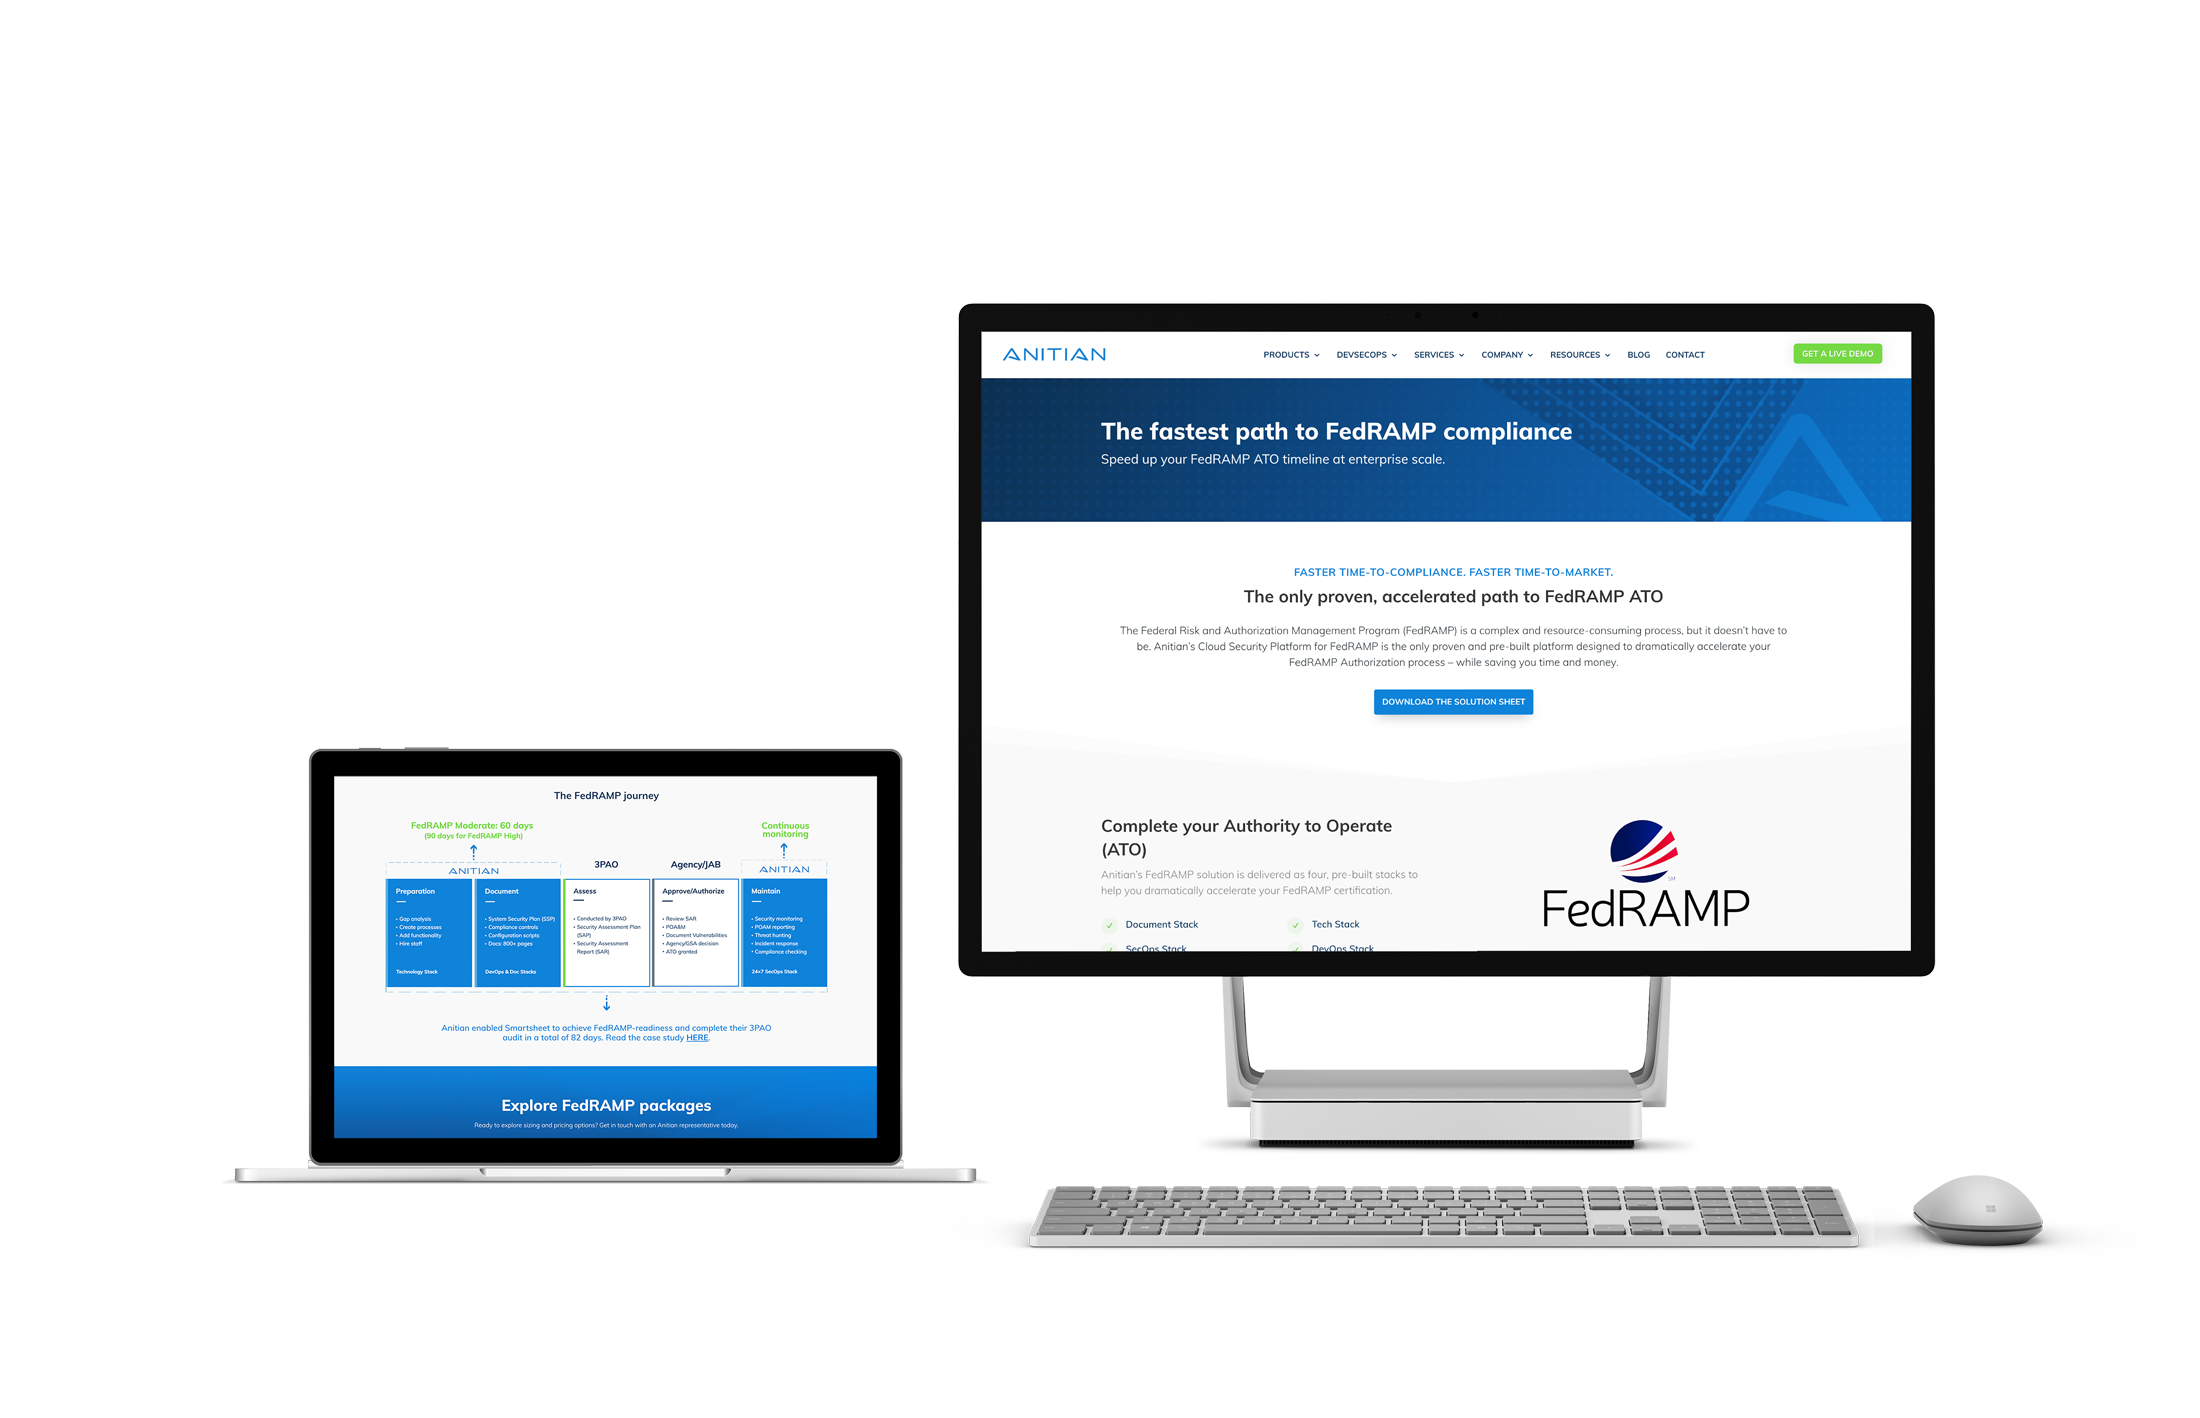 The FedRAMP journey
FedRAMP Moderate: 60 days
(90 days for FedRAMP High)
Continuous
monitoring
ANITIAN
3PAO
Agency/JAB
ANITIAN
Preparation
• Gap analysis
• Create processes
• Add functionality
• Hire staff
Technology Stack
Document
• System Security Plan (SSP)
• Compliance controls
• Configuration scripts
• Docs: 800+ pages
DevOps & Doc Stacks
Assess
• Conducted by 3PAO
• Security Assessment Plan
(SAP)
• Security Assessment
Report (SAR)
Approve/Authorize
• Review SAR
• POA&M
• Document Vulnerabilities
• Agency/GSA decision
• ATO granted
Maintain
• Security monitoring
• POAM reporting
• Threat hunting
• Incident response
• Compliance checking
24x7 SecOps Stack
Anitian enabled Smartsheet to achieve FedRAMP-readiness and complete their 3PAO
audit in a total of 82 days. Read the case study HERE.
Explore FedRAMP packages
Ready to explore sizing and pricing options? Get in touch with an Anitian representative today.
ANITIAN
PRODUCTS DEVSECOPS SERVICES COMPANY RESOURCES BLOG CONTACT
GET A LIVE DEMO
The fastest path to FedRAMP compliance
Speed up your FedRAMP ATO timeline at enterprise scale.
FASTER TIME-TO-COMPLIANCE. FASTER TIME-TO-MARKET.
The only proven, accelerated path to FedRAMP ATO
The Federal Risk and Authorization Management Program (FedRAMP) is a complex and resource-consuming process, but it doesn't have to
be. Anitian's Cloud Security Platform for FedRAMP is the only proven and pre-built platform designed to dramatically accelerate your
FedRAMP Authorization process – while saving you time and money.
DOWNLOAD THE SOLUTION SHEET
Complete your Authority to Operate
(ATO)
Anitian's FedRAMP solution is delivered as four, pre-built stacks to
help you dramatically accelerate your FedRAMP certification.
✓ Document Stack
✓ Tech Stack
✓ SecOps Stack
✓ DevOps Stack
SM
FedRAMP